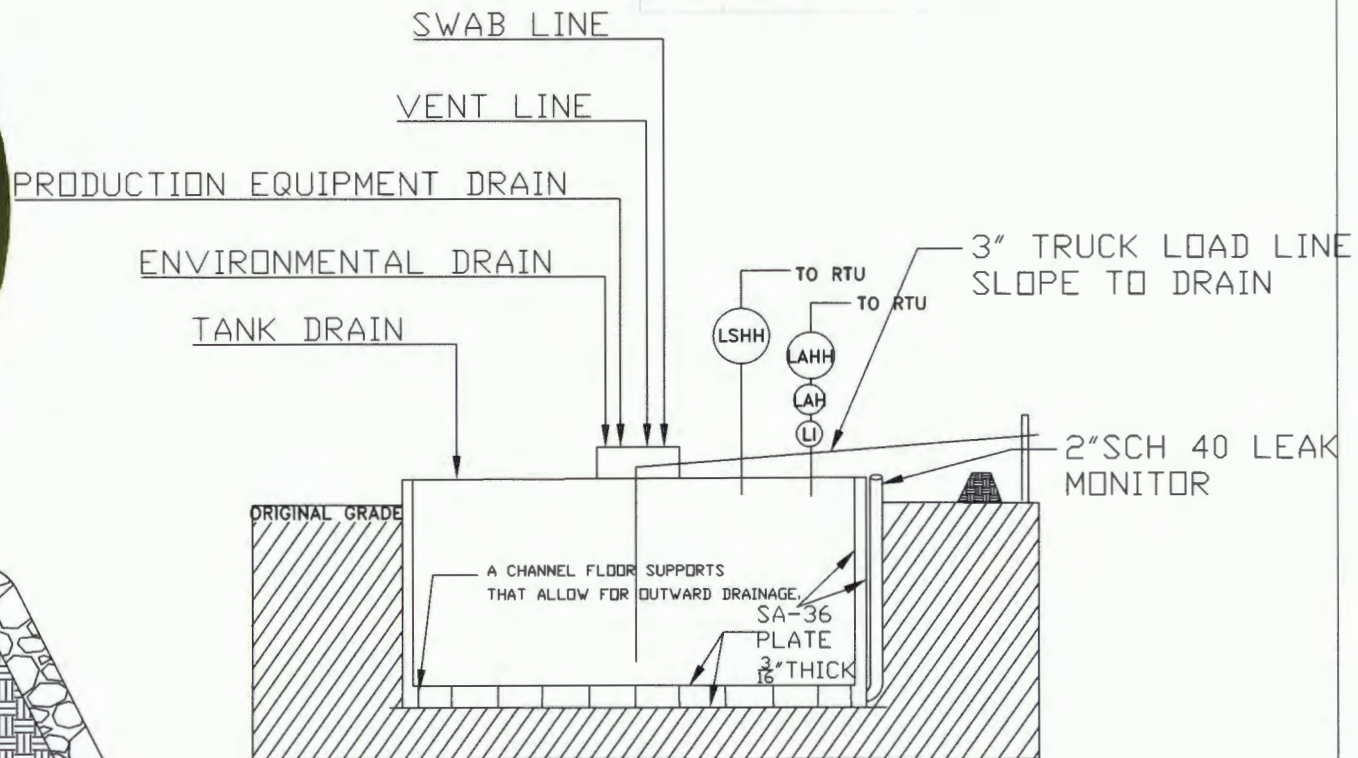 SWAB LINE
VENT LINE
PRODUCTION EQUIPMENT DRAIN
ENVIRONMENTAL DRAIN
TANK DRAIN
TO RTU
TO RTU
3" TRUCK LOAD LINE
SLOPE TO DRAIN
LSHH
LAHH
LAH
LI
2"SCH 40 LEAK
MONITOR
ORIGINAL GRADE
A CHANNEL FLOOR SUPPORTS
THAT ALLOW FOR OUTWARD DRAINAGE.
SA-36
PLATE
3/16"THICK